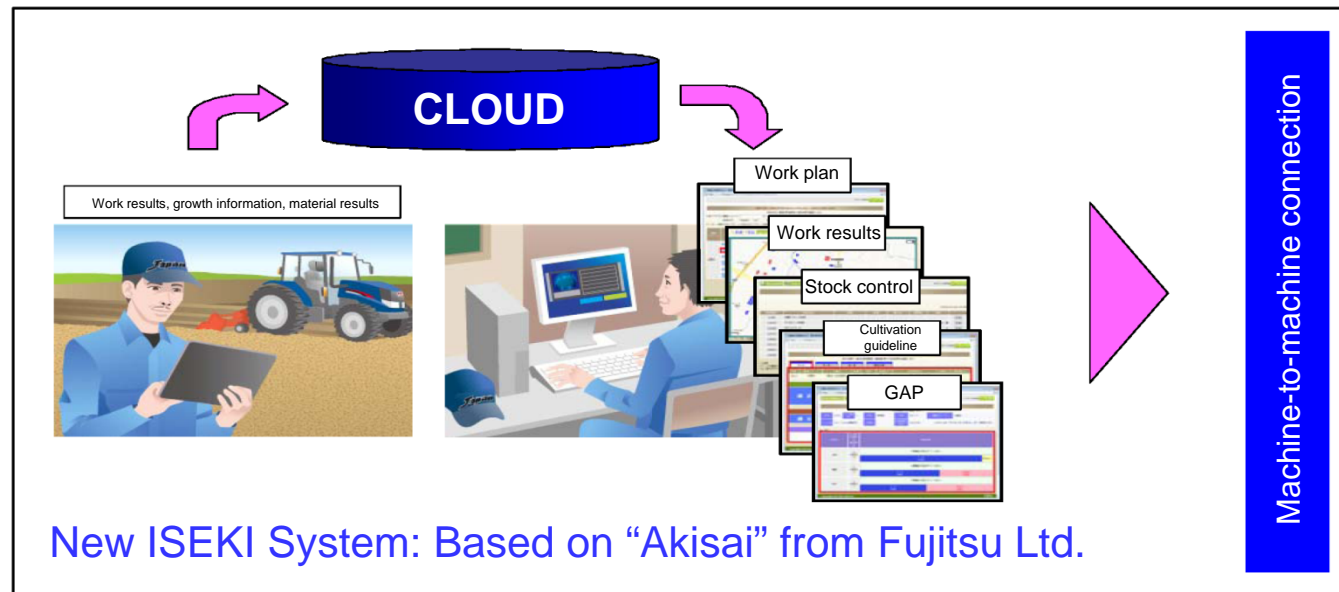 CLOUD
Work plan
Work results, growth information, material results
Work results
Stock control
Cultivation
guideline
GAP
Machine-to-machine connection
New ISEKI System: Based on “Akisai” from Fujitsu Ltd.